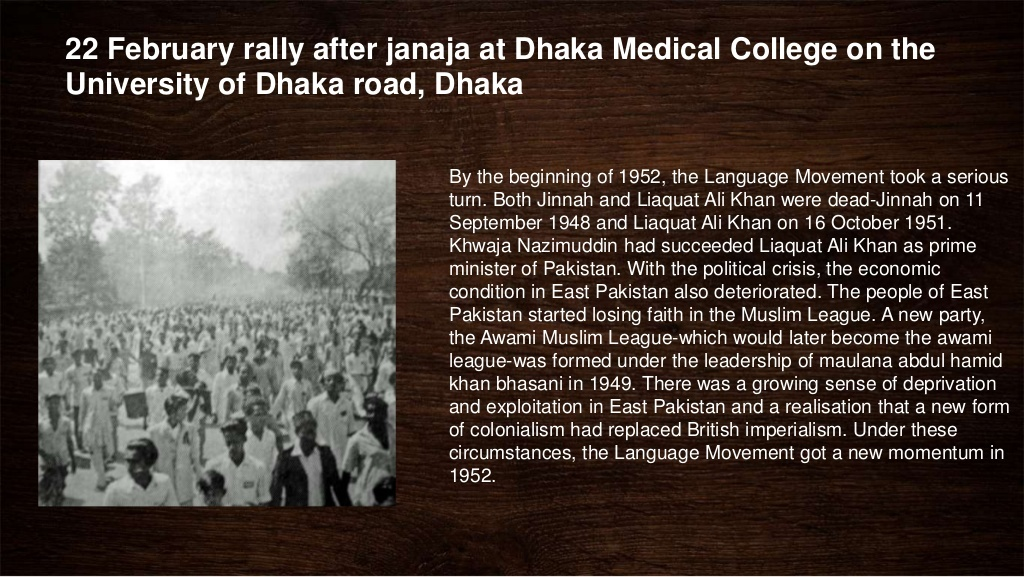 22 February rally after janaja at Dhaka Medical College on the
University of Dhaka road, Dhaka
By the beginning of 1952, the Language Movement took a serious
turn. Both Jinnah and Liaquat Ali Khan were dead-Jinnah on 11
September 1948 and Liaquat Ali Khan on 16 October 1951.
Khwaja Nazimuddin had succeeded Liaquat Ali Khan as prime
minister of Pakistan. With the political crisis, the economic
condition in East Pakistan also deteriorated. The people of East
Pakistan started losing faith in the Muslim League. A new party,
the Awami Muslim League-which would later become the awami
league-was formed under the leadership of maulana abdul hamid
khan bhasani in 1949. There was a growing sense of deprivation
and exploitation in East Pakistan and a realisation that a new form
of colonialism had replaced British imperialism. Under these
circumstances, the Language Movement got a new momentum in
1952.